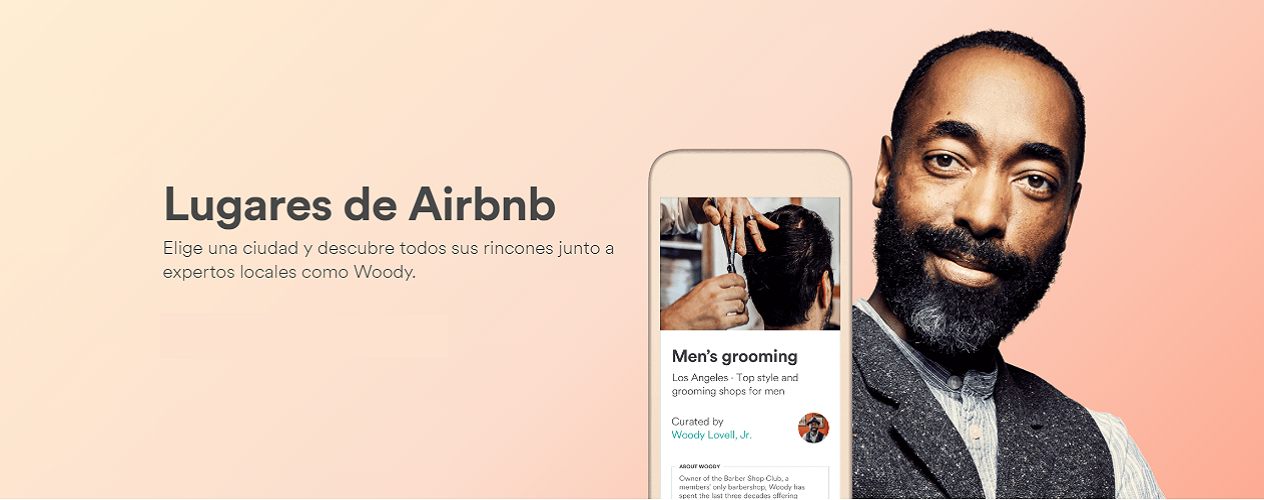 Lugares de Airbnb
Elige una ciudad y descubre todos sus rincones junto a
expertos locales como Woody.
Men's grooming
Los Angeles · Top style and
grooming shops for men
Curated by
Woody Lovell, Jr.
ABOUT WOODY
Owner of the Barber Shop Club, a
members' only barbershop, Woody has
spent the last three decades offering